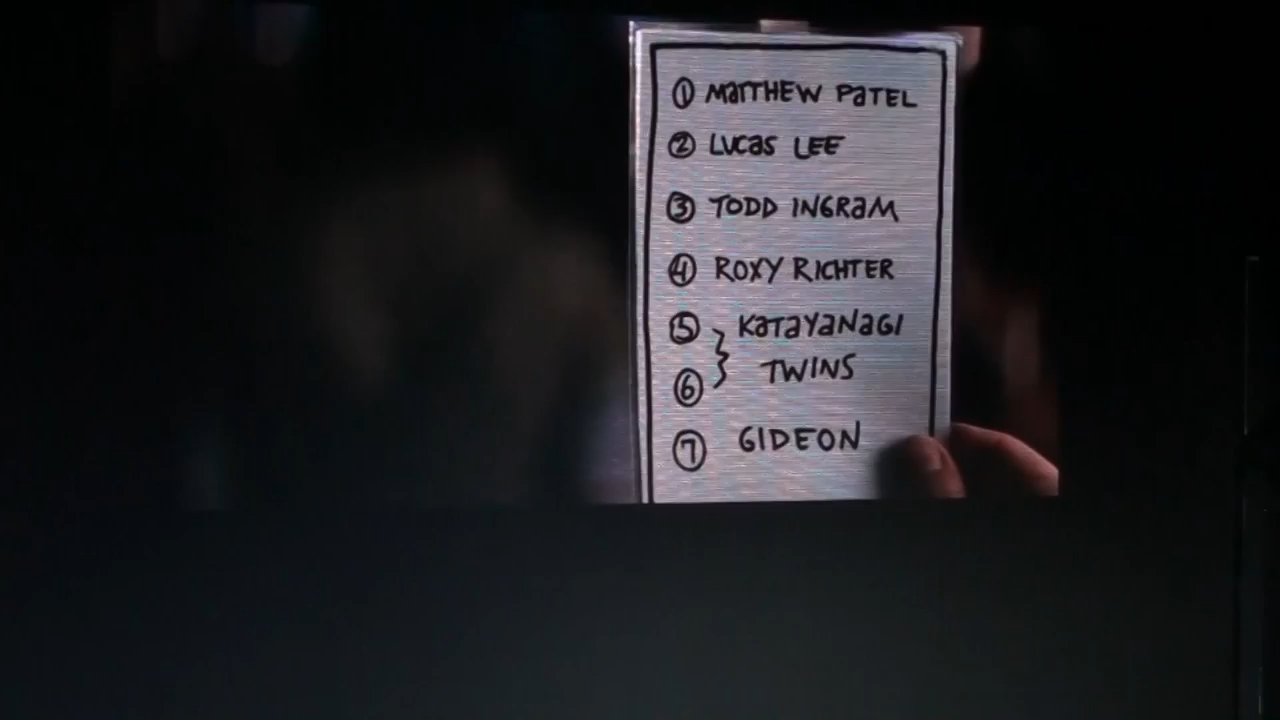 ① MaTTHEW PaTEL
② LUCaS LEE
③ TODD INGRaM
④ ROXY RICHTER
⑤ KaTaYaNaGI
⑥ TWINS
⑦ GIDEON